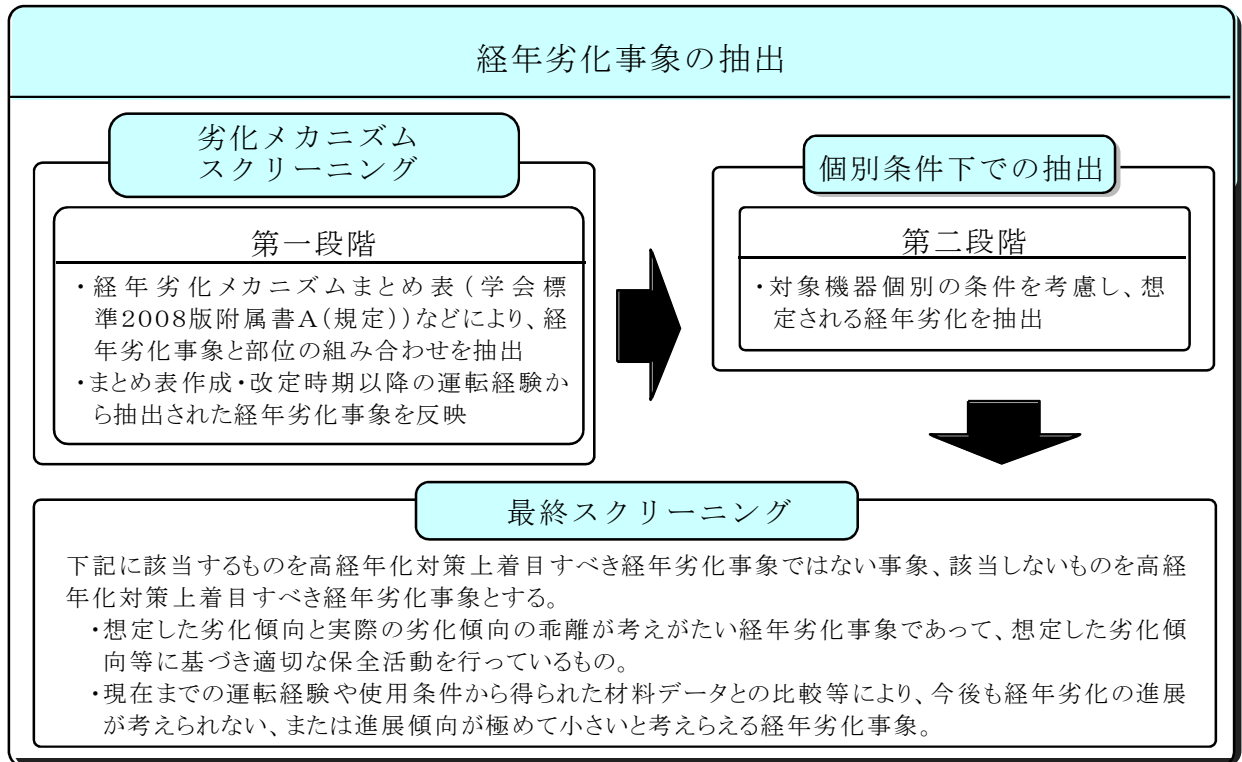 経年劣化事象の抽出
劣化メカニズム
スクリーニング
第一段階
・経年劣化メカニズムまとめ表(学会標
準2008版附属書A(規定))などにより、経
年劣化事象と部位の組み合わせを抽出
・まとめ表作成・改定時期以降の運転経験か
ら抽出された経年劣化事象を反映
個別条件下での抽出
第二段階
・対象機器個別の条件を考慮し、想
定される経年劣化を抽出
最終スクリーニング
下記に該当するものを高経年化対策上着目すべき経年劣化事象ではない事象、該当しないものを高経
年化対策上着目すべき経年劣化事象とする。
・想定した劣化傾向と実際の劣化傾向の乖離が考えがたい経年劣化事象であって、想定した劣化傾
向等に基づき適切な保全活動を行っているもの。
・現在までの運転経験や使用条件から得られた材料データとの比較等により、今後も経年劣化の進展
が考えられない、または進展傾向が極めて小さいと考えらえる経年劣化事象。